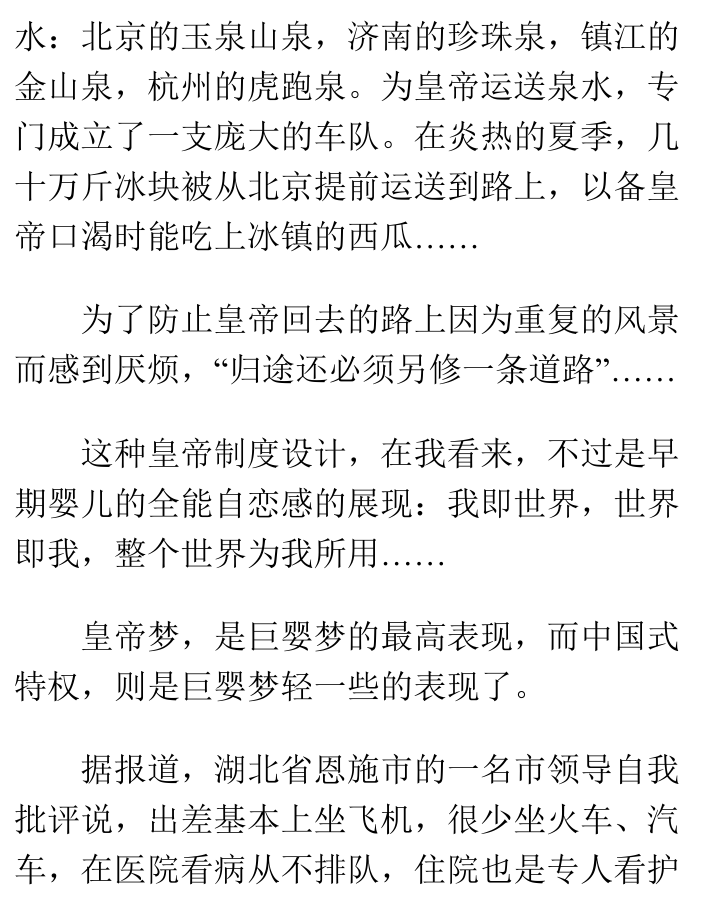 水：北京的玉泉山泉，济南的珍珠泉，镇江的
金山泉，杭州的虎跑泉。为皇帝运送泉水，专
门成立了一支庞大的车队。在炎热的夏季，几
十万斤冰块被从北京提前运送到路上，以备皇
帝口渴时能吃上冰镇的西瓜……
为了防止皇帝回去的路上因为重复的风景
而感到厌烦，“归途还必须另修一条道路”……
这种皇帝制度设计，在我看来，不过是早
期婴儿的全能自恋感的展现：我即世界，世界
即我，整个世界为我所用……
皇帝梦，是巨婴梦的最高表现，而中国式
特权，则是巨婴梦轻一些的表现了。
据报道，湖北省恩施市的一名市领导自我
批评说，出差基本上坐飞机，很少坐火车、汽
车，在医院看病从不排队，住院也是专人看护